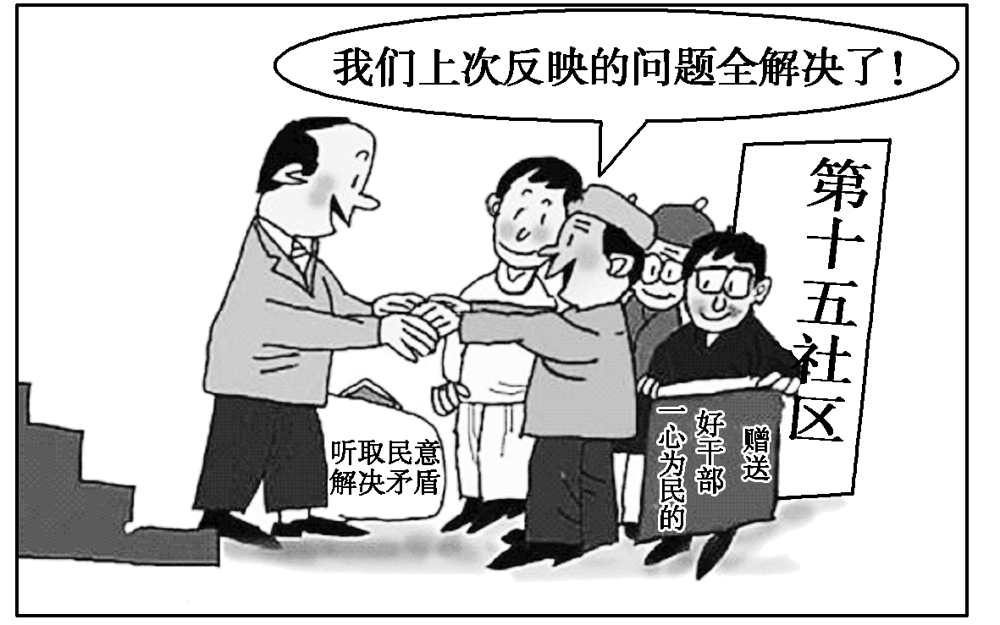 我们上次反映的问题全解决了！
第十五社区
听取民意
解决矛盾
赠送
好干部
一心为民的